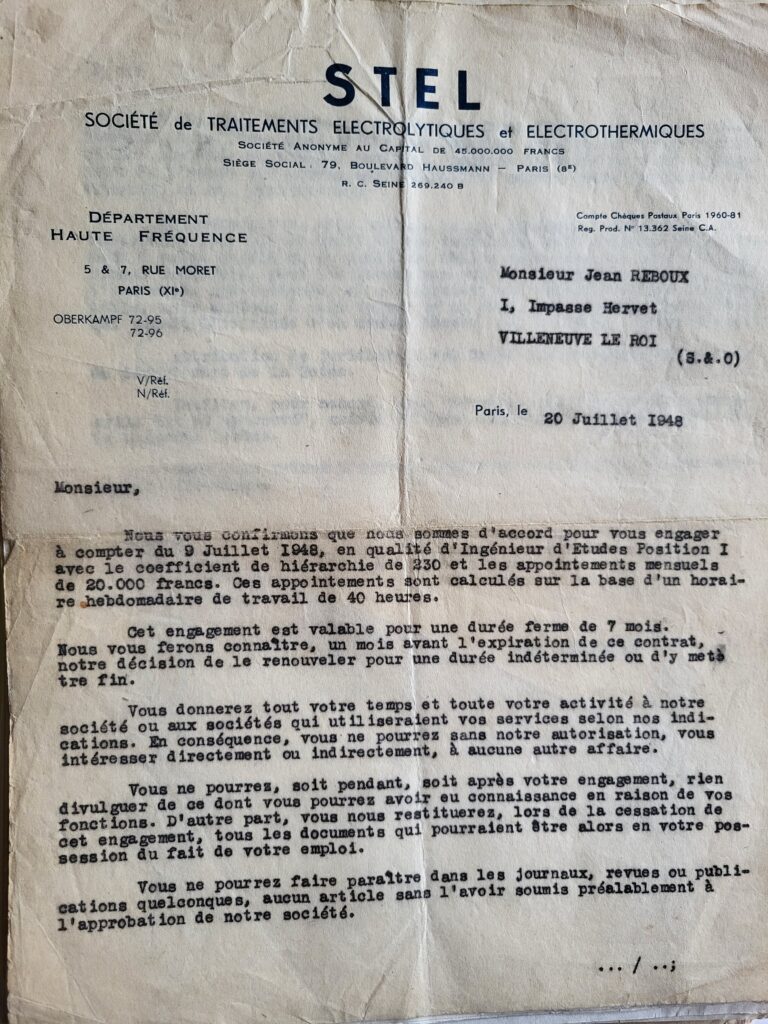 STEL
SOCIÉTÉ de TRAITEMENTS ELECTROLYTIQUES et ELECTROTHERMIQUES
SOCIÉTÉ ANONYME AU CAPITAL DE 45.000.000 FRANCS
SIÈGE SOCIAL : 79, BOULEVARD HAUSSMANN — PARIS (8E)
R. C. SEINE 269.240 B
DÉPARTEMENT
HAUTE FRÉQUENCE
5 & 7, RUE MORET
PARIS (XIe)
OBERKAMPF 72-95
72-96
V/Réf.
N/Réf.
Compte Chèques Postaux Paris 1960-81
Reg. Prod. N° 13.362 Seine C.A.
Monsieur Jean REBOUX
I, Impasse Hervet
VILLENEUVE LE ROI
(S.&.O)
Paris, le 20 Juillet I948
Monsieur,
Nous vous confirmons que nous sommes d'accord pour vous engager
à compter du 9 Juillet I948, en qualité d'Ingénieur d'Etudes Position I
avec le coefficient de hiérarchie de 230 et les appointements mensuels
de 20.000 francs. Ces appointements sont calculés sur la base d'un horai-
re hebdomadaire de travail de 40 heures.
Cet engagement est valable pour une durée ferme de 7 mois.
Nous vous ferons connaître, un mois avant l'expiration de ce contrat,
notre décision de le renouveler pour une durée indéterminée ou d'y met
tre fin.
Vous donnerez tout votre temps et toute votre activité à notre
société ou aux sociétés qui utiliseraient vos services selon nos indi-
cations. En conséquence, vous ne pourrez sans notre autorisation, vous
intéresser directement ou indirectement, à aucune autre affaire.
Vous ne pourrez, soit pendant, soit après votre engagement, rien
divulguer de ce dont vous pourrez avoir eu connaissance en raison de vos
fonctions. D'autre part, vous nous restituerez, lors de la cessation de
cet engagement, tous les documents qui pourraient être alors en votre pos-
session du fait de votre emploi.
Vous ne pourrez faire paraître dans les journaux, revues ou publi-
cations quelconques, aucun article sans l'avoir soumis préalablement à
l'approbation de notre société.
... / ..;